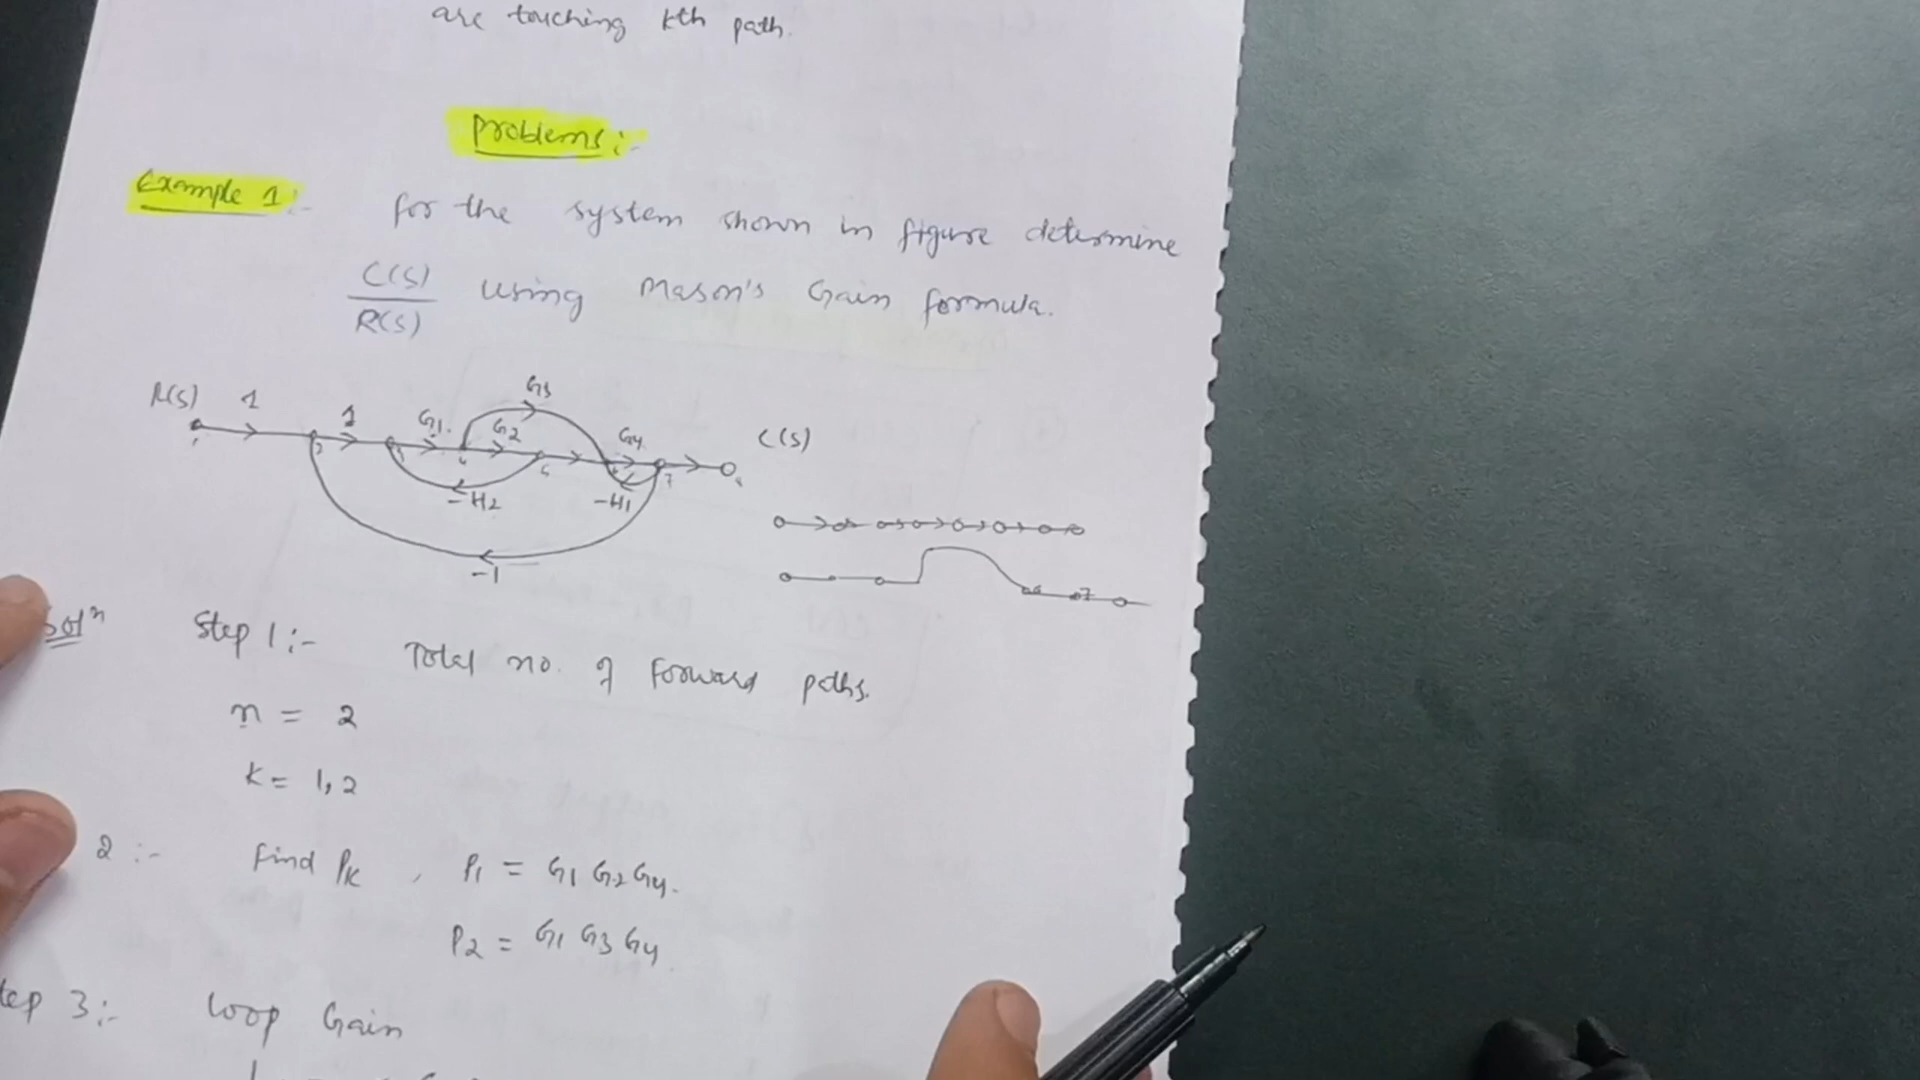 are touching kth path.
Problems:-
Example 1:- for the system shown in figure determine
C(s)/R(s) using Mason's Gain formula.
R(s) 1 1 G1. G2 G3 G4 C(s)
-H2 -H1
-1
Soln Step 1:- Total no. of Forward paths.
n = 2
k = 1,2
2:- Find Pk, P1 = G1 G2 G4.
P2 = G1 G3 G4
tep 3:- Loop Gain